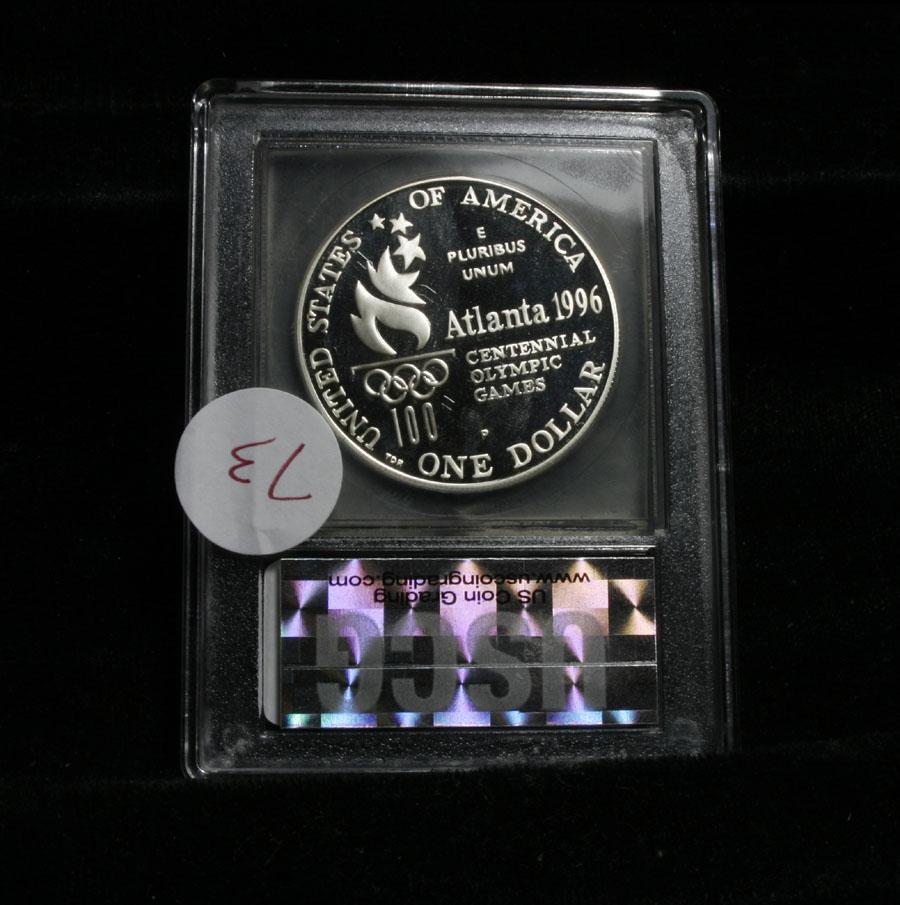 UNITED STATES OF AMERICA
E
PLURIBUS
UNUM
Atlanta 1996
CENTENNIAL
OLYMPIC
GAMES
100
P
TDR
ONE DOLLAR
73
USCG
US Coin Grading
www.uscoingrading.com